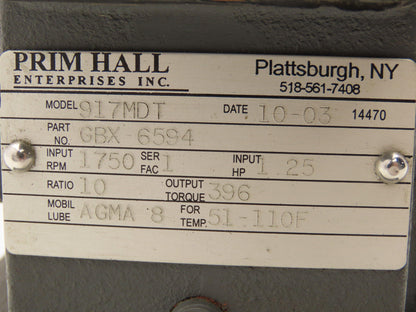 PRIM HALL Plattsburgh, NY
ENTERPRISES INC. 518-561-7408
MODEL 917MDT DATE 10-03 14470
PART NO. GBX-6594
INPUT RPM 1750 SER FAC 1 INPUT HP 1.25
RATIO 10 OUTPUT TORQUE 396
MOBIL LUBE AGMA 8 FOR TEMP. 51-110F